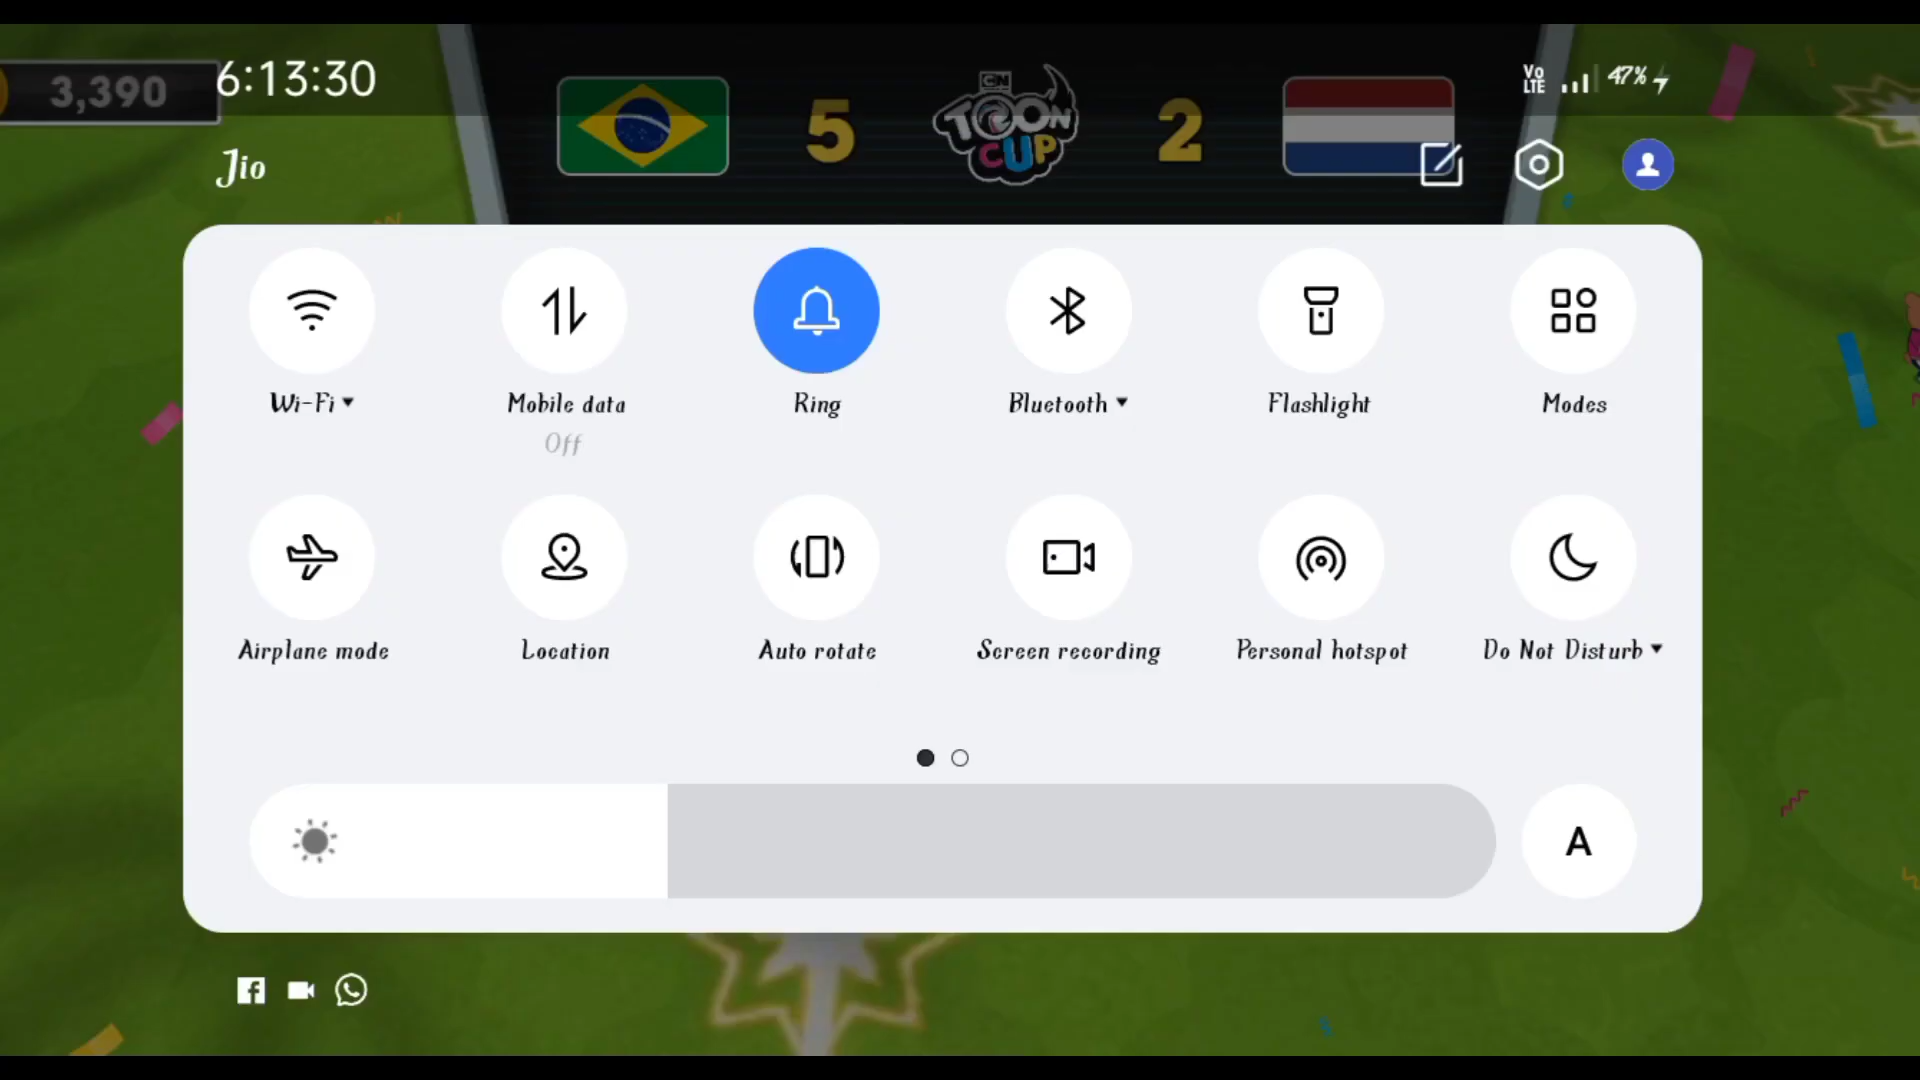 3,390
6:13:30
5
CN
TOON
CUP
2
Vo
LTE
47%
Jio
Wi-Fi
Mobile data
Off
Ring
Bluetooth
Flashlight
Modes
Airplane mode
Location
Auto rotate
Screen recording
Personal hotspot
Do Not Disturb
A